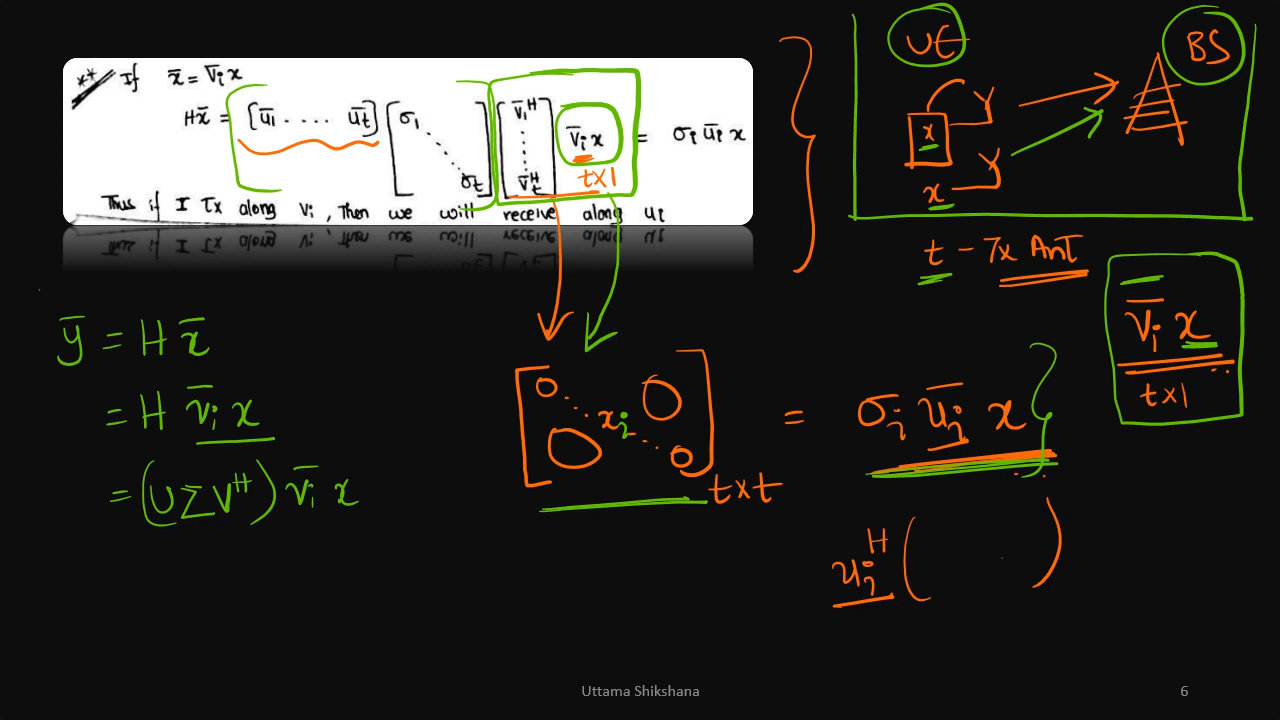 ** If x̄ = v̄ᵢ x
Hx̄ = [ū₁ .... ūt] [σ₁ ⋱ σt] [v̄₁ᴴ ⋮ v̄tᴴ] v̄ᵢ x = σᵢ ūᵢ x
t×1
Thus if I Tx along vᵢ, then we will receive along uᵢ
UE BS
x
x
t - Tx AnT
v̄ᵢ x
t×1
ȳ = H x̄
= H v̄ᵢ x
= (U Σ Vᴴ) v̄ᵢ x
[0 ⋱ xᵢ ⋱ 0 0 0] t×t = σᵢ ūᵢ x
uᵢᴴ ( )
Uttama Shikshana
6